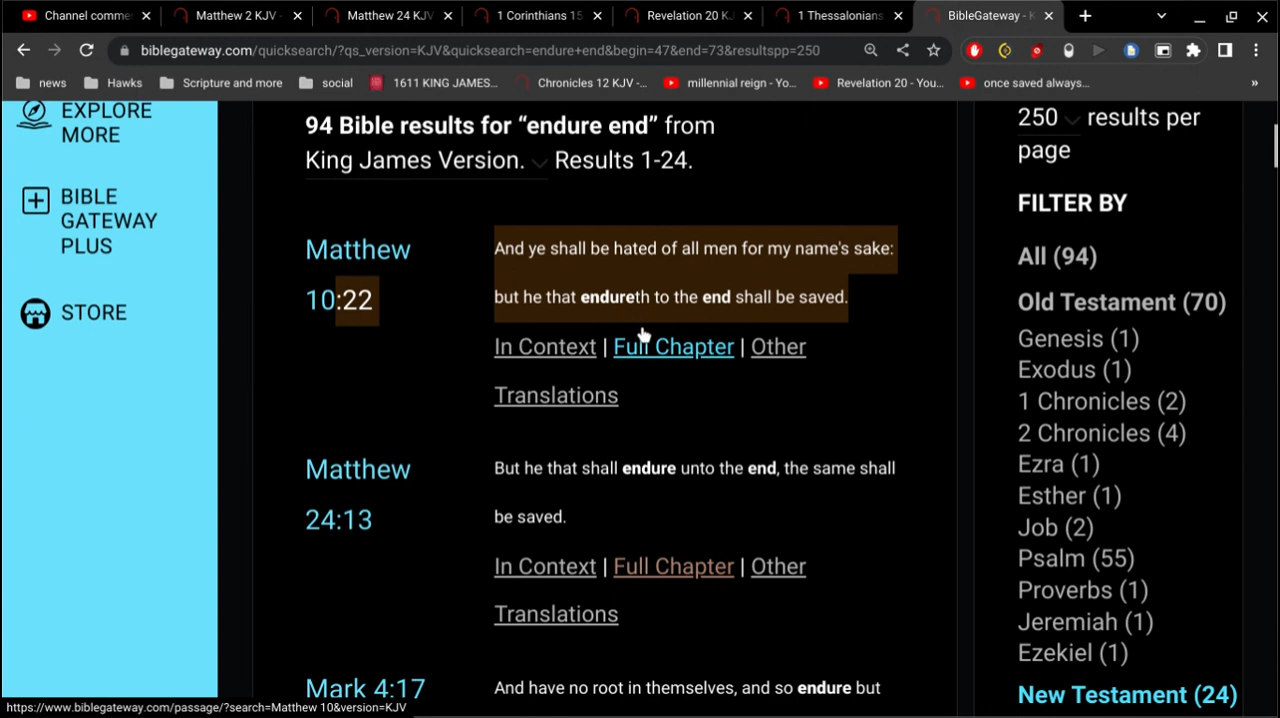 Channel comme
Matthew 2 KJV -
Matthew 24 KJV
1 Corinthians 15
Revelation 20 KJ
1 Thessalonians
BibleGateway - K
biblegateway.com/quicksearch/?qs_version=KJV&quicksearch=endure+end&begin=47&end=73&resultspp=250
news
Hawks
Scripture and more
social
1611 KING JAMES...
Chronicles 12 KJV -...
millennial reign - Yo...
Revelation 20 - You...
once saved always...
»
EXPLORE
MORE
BIBLE
GATEWAY
PLUS
STORE
94 Bible results for “endure end” from
King James Version. Results 1-24.
Matthew
10:22
And ye shall be hated of all men for my name's sake:
but he that endureth to the end shall be saved.
In Context | Full Chapter | Other
Translations
Matthew
24:13
But he that shall endure unto the end, the same shall
be saved.
In Context | Full Chapter | Other
Translations
Mark 4:17
And have no root in themselves, and so endure but
250 results per
page
FILTER BY
All (94)
Old Testament (70)
Genesis (1)
Exodus (1)
1 Chronicles (2)
2 Chronicles (4)
Ezra (1)
Esther (1)
Job (2)
Psalm (55)
Proverbs (1)
Jeremiah (1)
Ezekiel (1)
New Testament (24)
https://www.biblegateway.com/passage/?search=Matthew 10&version=KJV